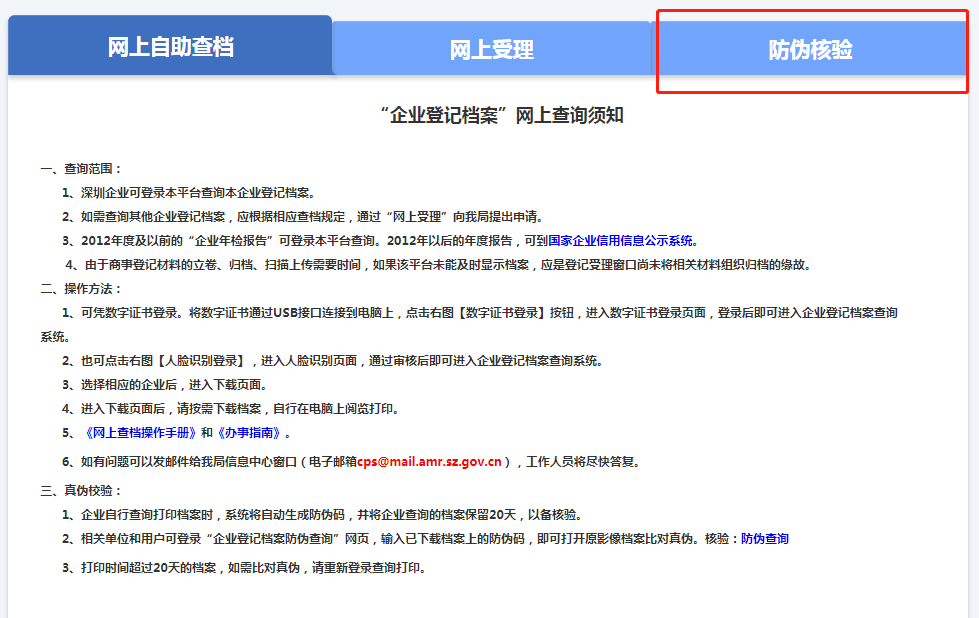 网上自助查档
网上受理
防伪核验
“企业登记档案”网上查询须知
一、查询范围：
1、深圳企业可登录本平台查询本企业登记档案。
2、如需查询其他企业登记档案，应根据相应查档规定，通过“网上受理”向我局提出申请。
3、2012年度及以前的“企业年检报告”可登录本平台查询。2012年以后的年度报告，可到国家企业信用信息公示系统。
4、由于商事登记材料的立卷、归档、扫描上传需要时间，如果该平台未能及时显示档案，应是登记受理窗口尚未将相关材料组织归档的缘故。
二、操作方法：
1、可凭数字证书登录。将数字证书通过USB接口连接到电脑上，点击右图【数字证书登录】按钮，进入数字证书登录页面，登录后即可进入企业登记档案查询
系统。
2、也可点击右图【人脸识别登录】，进入人脸识别页面，通过审核后即可进入企业登记档案查询系统。
3、选择相应的企业后，进入下载页面。
4、进入下载页面后，请按需下载档案，自行在电脑上阅览打印。
5、《网上查档操作手册》和《办事指南》。
6、如有问题可以发邮件给我局信息中心窗口（电子邮箱cps@mail.amr.sz.gov.cn），工作人员将尽快答复。
三、真伪校验：
1、企业自行查询打印档案时，系统将自动生成防伪码，并将企业查询的档案保留20天，以备核验。
2、相关单位和用户可登录“企业登记档案防伪查询”网页，输入已下载档案上的防伪码，即可打开原影像档案比对真伪。核验：防伪查询
3、打印时间超过20天的档案，如需比对真伪，请重新登录查询打印。